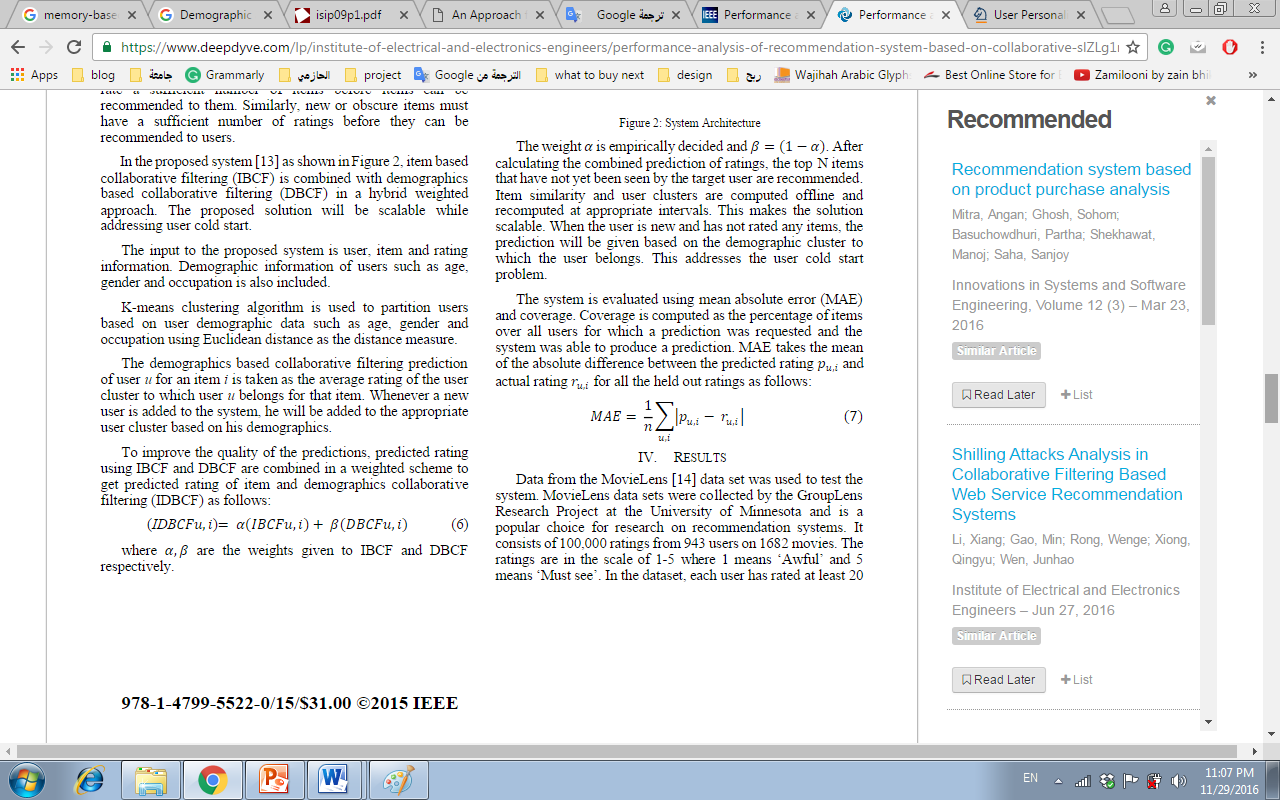 memory-base
Demographic
isip09p1.pdf
An Approach
Google ترجمة
Performance
Performance
User Personal
https://www.deepdyve.com/lp/institute-of-electrical-and-electronics-engineers/performance-analysis-of-recommendation-system-based-on-collaborative-slZLg1
Apps
blog
جامعة
Grammarly
الحازمي
project
Google الترجمة من
what to buy next
design
ربح
Wajihah Arabic Glyph
Best Online Store for
Zamilooni by zain bhi
»
rate a sufficient number of items before items can be
recommended to them. Similarly, new or obscure items must
have a sufficient number of ratings before they can be
recommended to users.
In the proposed system [13] as shown in Figure 2, item based
collaborative filtering (IBCF) is combined with demographics
based collaborative filtering (DBCF) in a hybrid weighted
approach. The proposed solution will be scalable while
addressing user cold start.
The input to the proposed system is user, item and rating
information. Demographic information of users such as age,
gender and occupation is also included.
K-means clustering algorithm is used to partition users
based on user demographic data such as age, gender and
occupation using Euclidean distance as the distance measure.
The demographics based collaborative filtering prediction
of user u for an item i is taken as the average rating of the user
cluster to which user u belongs for that item. Whenever a new
user is added to the system, he will be added to the appropriate
user cluster based on his demographics.
To improve the quality of the predictions, predicted rating
using IBCF and DBCF are combined in a weighted scheme to
get predicted rating of item and demographics collaborative
filtering (IDBCF) as follows:
(IDBCFu, i)= α(IBCFu, i) + β(DBCFu, i) (6)
where α, β are the weights given to IBCF and DBCF
respectively.
978-1-4799-5522-0/15/$31.00 ©2015 IEEE
Figure 2: System Architecture
The weight α is empirically decided and β = (1 − α). After
calculating the combined prediction of ratings, the top N items
that have not yet been seen by the target user are recommended.
Item similarity and user clusters are computed offline and
recomputed at appropriate intervals. This makes the solution
scalable. When the user is new and has not rated any items, the
prediction will be given based on the demographic cluster to
which the user belongs. This addresses the user cold start
problem.
The system is evaluated using mean absolute error (MAE)
and coverage. Coverage is computed as the percentage of items
over all users for which a prediction was requested and the
system was able to produce a prediction. MAE takes the mean
of the absolute difference between the predicted rating p_u,i and
actual rating r_u,i for all the held out ratings as follows:
MAE = 1/n ∑_u,i |p_u,i − r_u,i| (7)
IV. RESULTS
Data from the MovieLens [14] data set was used to test the
system. MovieLens data sets were collected by the GroupLens
Research Project at the University of Minnesota and is a
popular choice for research on recommendation systems. It
consists of 100,000 ratings from 943 users on 1682 movies. The
ratings are in the scale of 1-5 where 1 means ‘Awful’ and 5
means ‘Must see’. In the dataset, each user has rated at least 20
Recommended
Recommendation system based
on product purchase analysis
Mitra, Angan; Ghosh, Sohom;
Basuchowdhuri, Partha; Shekhawat,
Manoj; Saha, Sanjoy
Innovations in Systems and Software
Engineering, Volume 12 (3) – Mar 23,
2016
Similar Article
Read Later
+ List
Shilling Attacks Analysis in
Collaborative Filtering Based
Web Service Recommendation
Systems
Li, Xiang; Gao, Min; Rong, Wenge; Xiong,
Qingyu; Wen, Junhao
Institute of Electrical and Electronics
Engineers – Jun 27, 2016
Similar Article
Read Later
+ List
EN
11:07 PM
11/29/2016